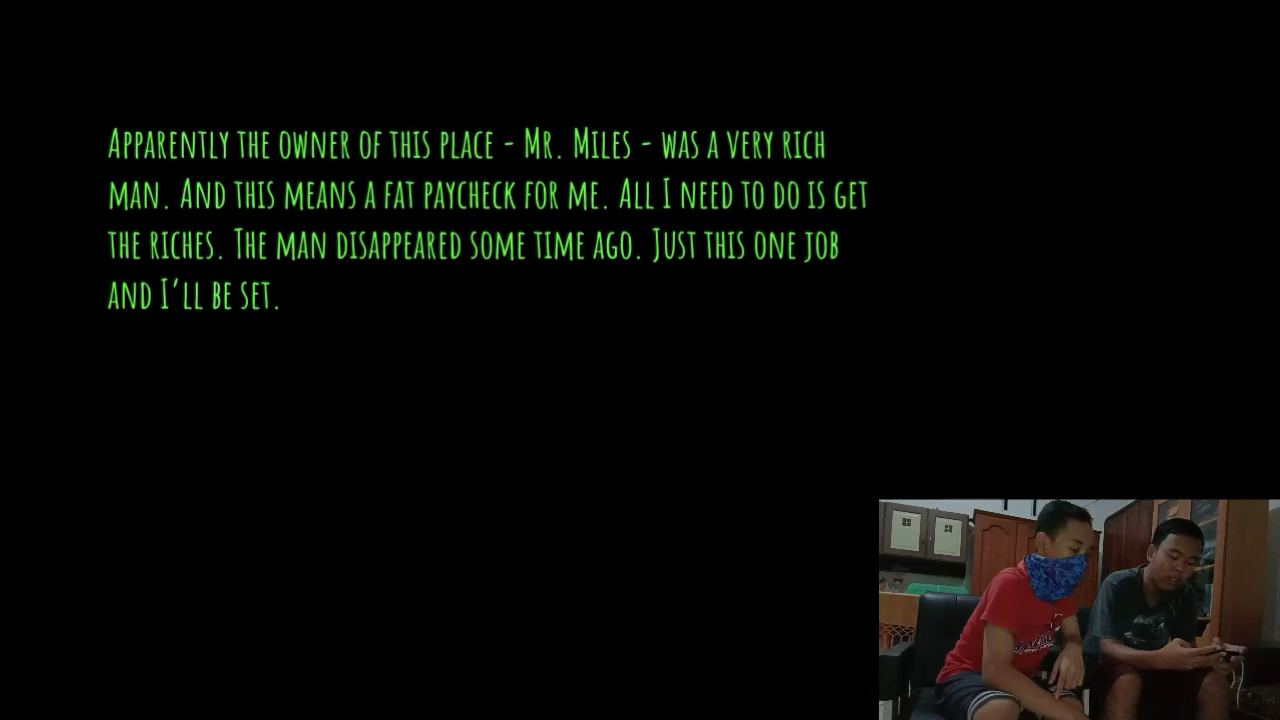 Apparently the owner of this place - Mr. Miles - was a very rich
man. And this means a fat paycheck for me. All I need to do is get
the riches. The man disappeared some time ago. Just this one job
and I'll be set.